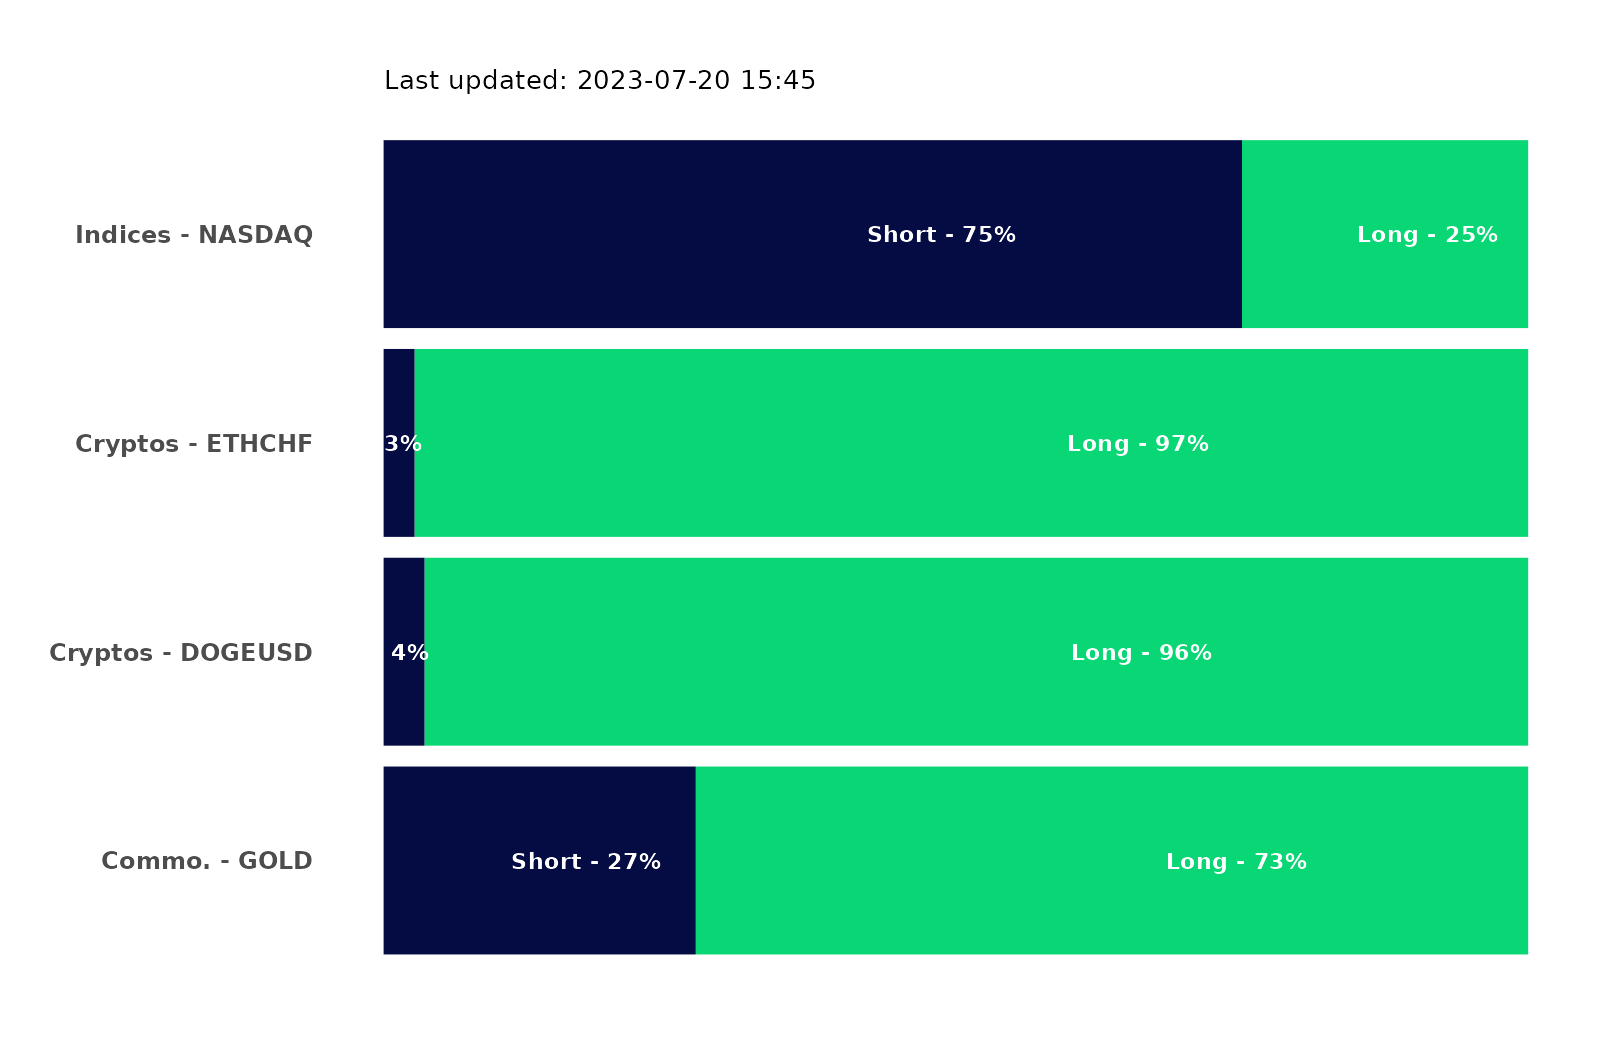 Last updated: 2023-07-20 15:45
Indices - NASDAQ Short - 75% Long - 25%
Cryptos - ETHCHF 3% Long - 97%
Cryptos - DOGEUSD 4% Long - 96%
Commo. - GOLD Short - 27% Long - 73%